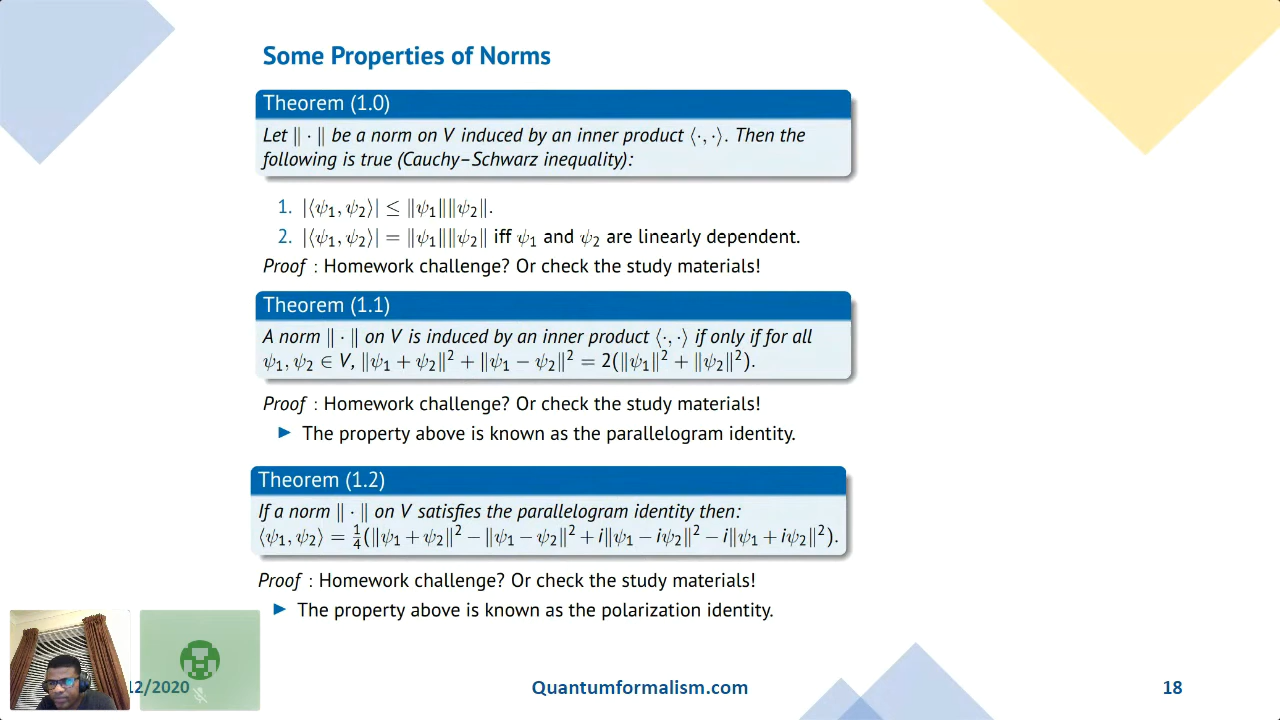 Some Properties of Norms
Theorem (1.0)
Let ‖ · ‖ be a norm on V induced by an inner product ⟨·, ·⟩. Then the
following is true (Cauchy–Schwarz inequality):
1. |⟨ψ₁, ψ₂⟩| ≤ ‖ψ₁‖‖ψ₂‖.
2. |⟨ψ₁, ψ₂⟩| = ‖ψ₁‖‖ψ₂‖ iff ψ₁ and ψ₂ are linearly dependent.
Proof : Homework challenge? Or check the study materials!
Theorem (1.1)
A norm ‖ · ‖ on V is induced by an inner product ⟨·, ·⟩ if only if for all
ψ₁, ψ₂ ∈ V, ‖ψ₁ + ψ₂‖² + ‖ψ₁ − ψ₂‖² = 2(‖ψ₁‖² + ‖ψ₂‖²).
Proof : Homework challenge? Or check the study materials!
► The property above is known as the parallelogram identity.
Theorem (1.2)
If a norm ‖ · ‖ on V satisfies the parallelogram identity then:
⟨ψ₁, ψ₂⟩ = ¼(‖ψ₁ + ψ₂‖² − ‖ψ₁ − ψ₂‖² + i‖ψ₁ − iψ₂‖² − i‖ψ₁ + iψ₂‖²).
Proof : Homework challenge? Or check the study materials!
► The property above is known as the polarization identity.
12/2020
Quantumformalism.com
18